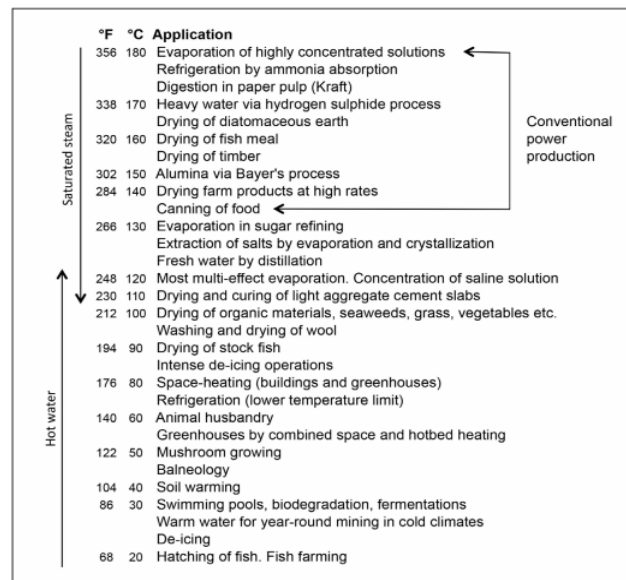 °F °C Application
356 180 Evaporation of highly concentrated solutions
Refrigeration by ammonia absorption
Digestion in paper pulp (Kraft)
338 170 Heavy water via hydrogen sulphide process
Drying of diatomaceous earth
320 160 Drying of fish meal
Drying of timber
302 150 Alumina via Bayer's process
284 140 Drying farm products at high rates
Canning of food
266 130 Evaporation in sugar refining
Extraction of salts by evaporation and crystallization
Fresh water by distillation
248 120 Most multi-effect evaporation. Concentration of saline solution
230 110 Drying and curing of light aggregate cement slabs
212 100 Drying of organic materials, seaweeds, grass, vegetables etc.
Washing and drying of wool
194 90 Drying of stock fish
Intense de-icing operations
176 80 Space-heating (buildings and greenhouses)
Refrigeration (lower temperature limit)
140 60 Animal husbandry
Greenhouses by combined space and hotbed heating
122 50 Mushroom growing
Balneology
104 40 Soil warming
86 30 Swimming pools, biodegradation, fermentations
Warm water for year-round mining in cold climates
De-icing
68 20 Hatching of fish. Fish farming
Saturated steam
Hot water
Conventional
power
production